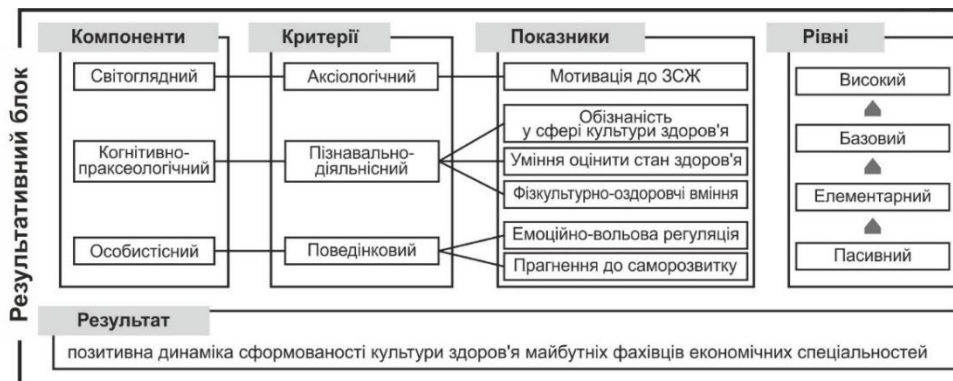 Результативний блок
Компоненти
Світоглядний
Когнітивно-
праксеологічний
Особистісний
Критерії
Аксіологічний
Пізнавально-
діяльнісний
Поведінковий
Показники
Мотивація до ЗСЖ
Обізнаність
у сфері культури здоров'я
Уміння оцінити стан здоров'я
Фізкультурно-оздоровчі вміння
Емоційно-вольова регуляція
Прагнення до саморозвитку
Рівні
Високий
Базовий
Елементарний
Пасивний
Результат
позитивна динаміка сформованості культури здоров'я майбутніх фахівців економічних спеціальностей